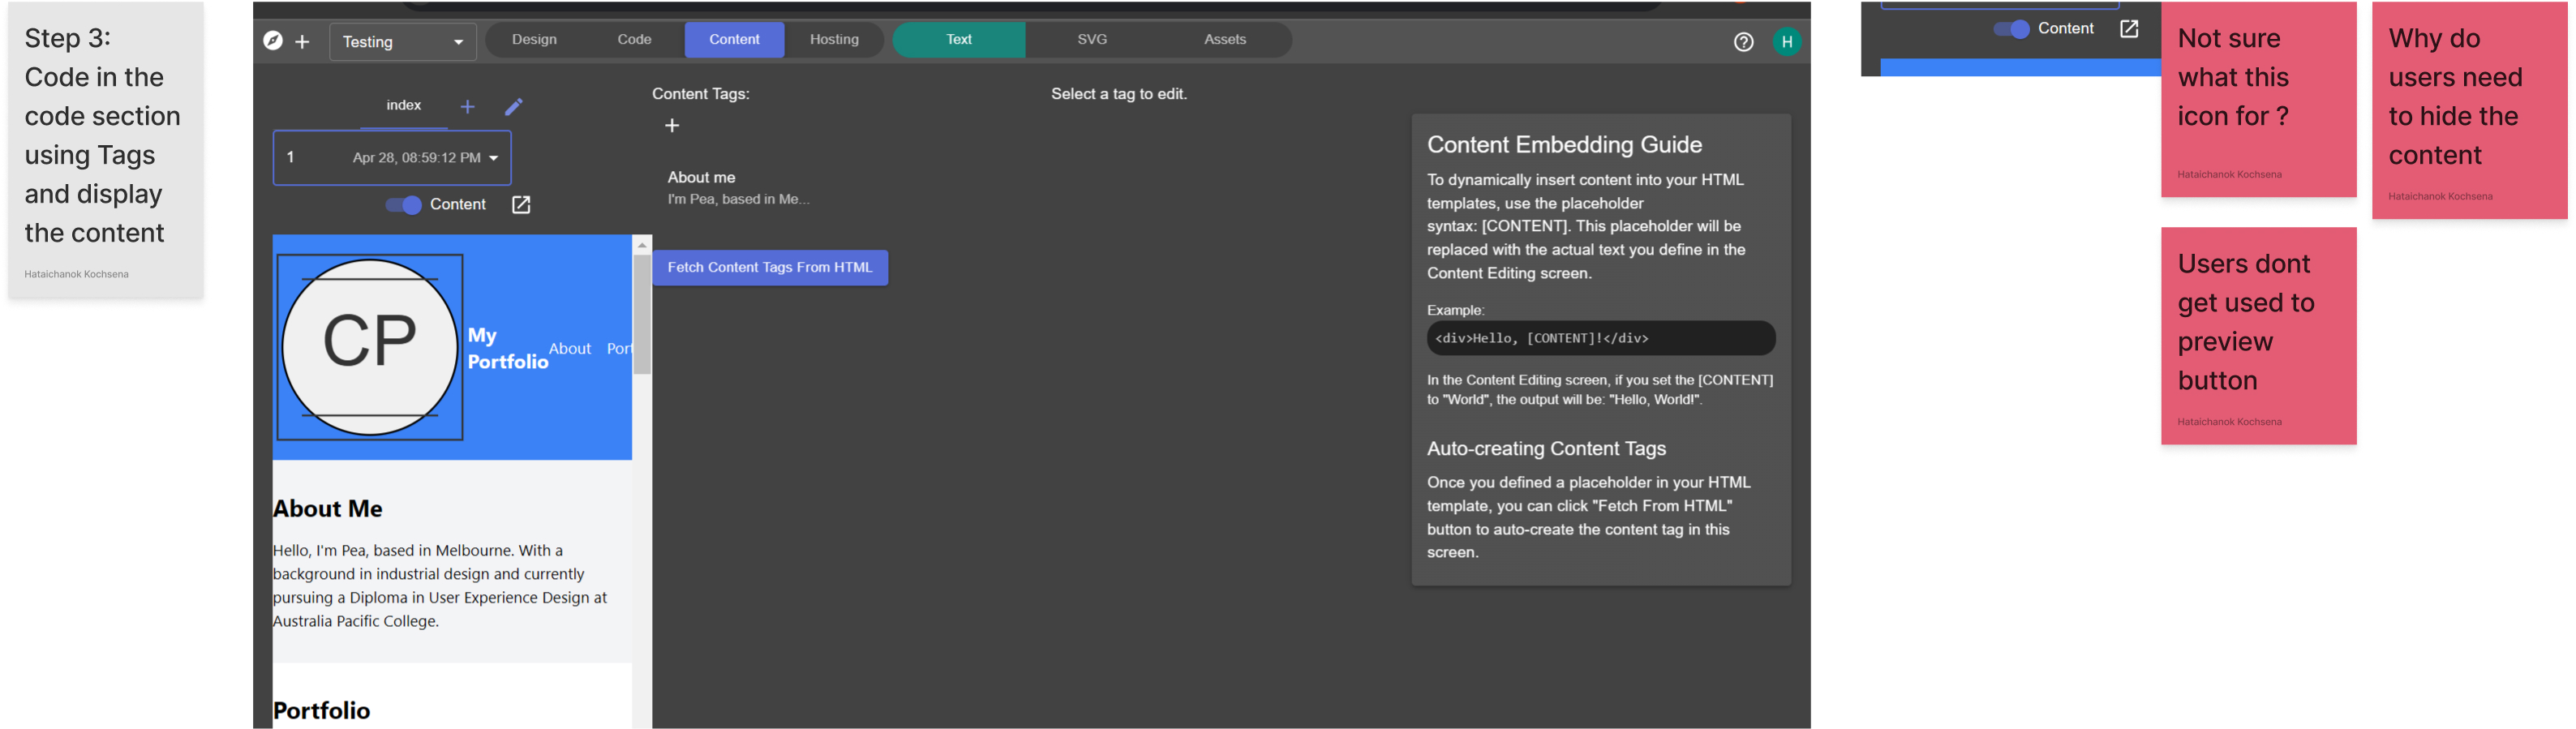 Step 3:
Code in the
code section
using Tags
and display
the content
Hataichanok Kochsena
Testing
Design
Code
Content
Hosting
Text
SVG
Assets
H
index
1
Apr 28, 08:59:12 PM
Content
CP
My
Portfolio
About
Port
About Me
Hello, I'm Pea, based in Melbourne. With a
background in industrial design and currently
pursuing a Diploma in User Experience Design at
Australia Pacific College.
Portfolio
Content Tags:
About me
I'm Pea, based in Me...
Fetch Content Tags From HTML
Select a tag to edit.
Content Embedding Guide
To dynamically insert content into your HTML
templates, use the placeholder
syntax: [CONTENT]. This placeholder will be
replaced with the actual text you define in the
Content Editing screen.
Example:
<div>Hello, [CONTENT]!</div>
In the Content Editing screen, if you set the [CONTENT]
to "World", the output will be: "Hello, World!".
Auto-creating Content Tags
Once you defined a placeholder in your HTML
template, you can click "Fetch From HTML"
button to auto-create the content tag in this
screen.
Content
Not sure
what this
icon for ?
Hataichanok Kochsena
Why do
users need
to hide the
content
Hataichanok Kochsena
Users dont
get used to
preview
button
Hataichanok Kochsena